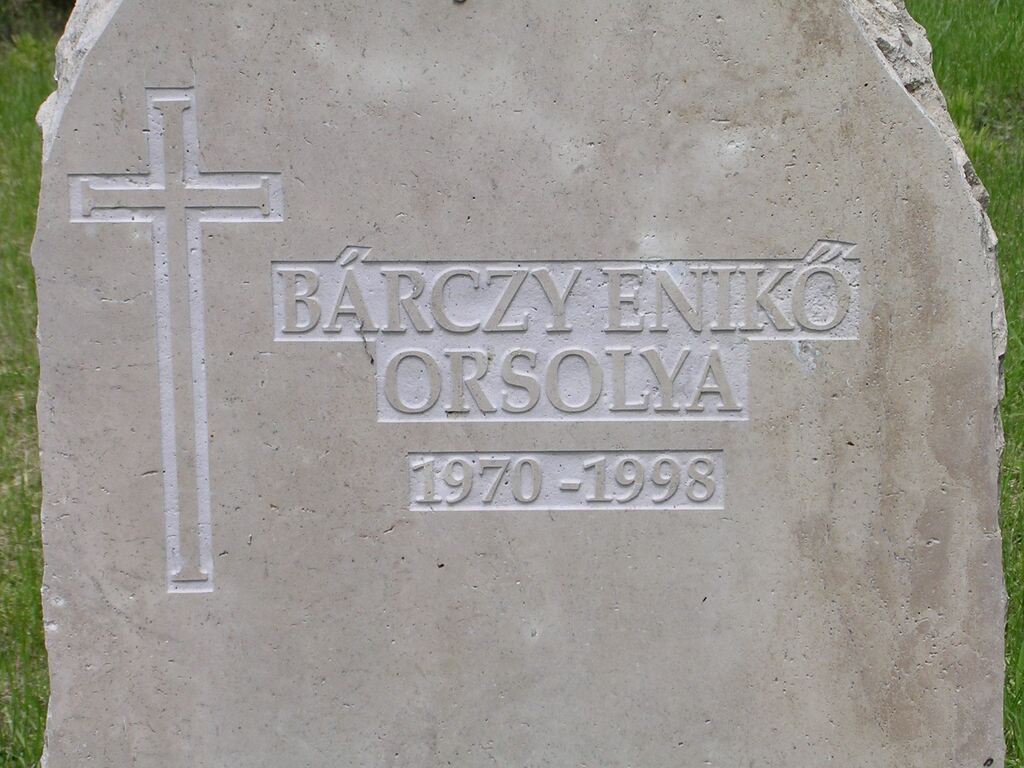 BÁRCZY ENIKŐ
ORSOLYA
1970 -1998